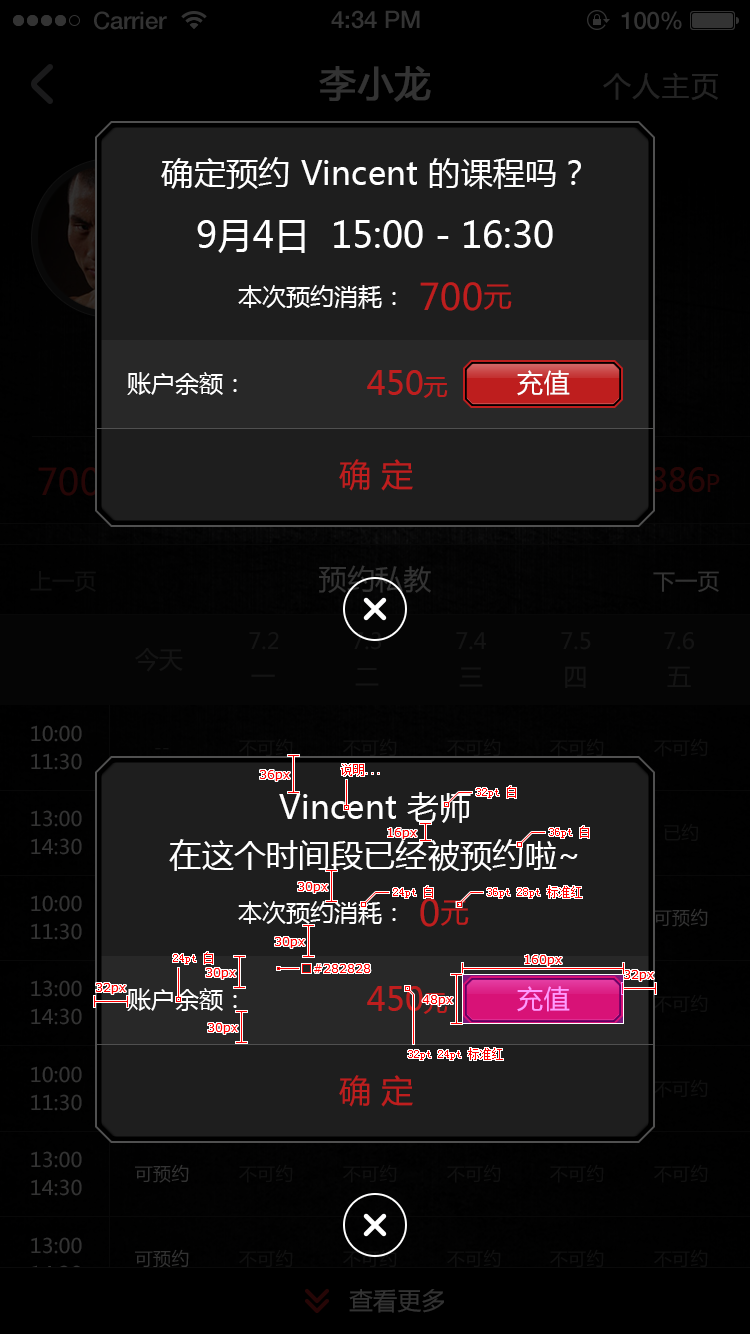 Carrier 4:34 PM 100%
李小龙 个人主页
确定预约 Vincent 的课程吗？
9月4日 15:00 - 16:30
本次预约消耗： 700元
账户余额： 450元 充值
700 886P
确 定
上一页 预约私教 下一页
7.2 7.3 7.4 7.5 7.6
今天 一 二 三 四 五
10:00 -- 不可约 不可约 不可约 不可约 不可约
11:30
36px 说明...
Vincent 老师 32pt 白
13:00 16px 36pt 白 已约
14:30
在这个时间段已经被预约啦~
30px 24pt 白 36pt 28pt 标准红
10:00 本次预约消耗： 0元 可预约
11:30
30px
24pt 白 30px #282828 160px 32px
13:00 32px 账户余额： 450元 48px 充值 不可约
14:30
30px
32pt 24pt 标准红
10:00 确 定 不可约
11:30
13:00 可预约 不可约 不可约 不可约 不可约 不可约
14:30
13:00 可预约 不可约 不可约 不可约 不可约 不可约
查看更多